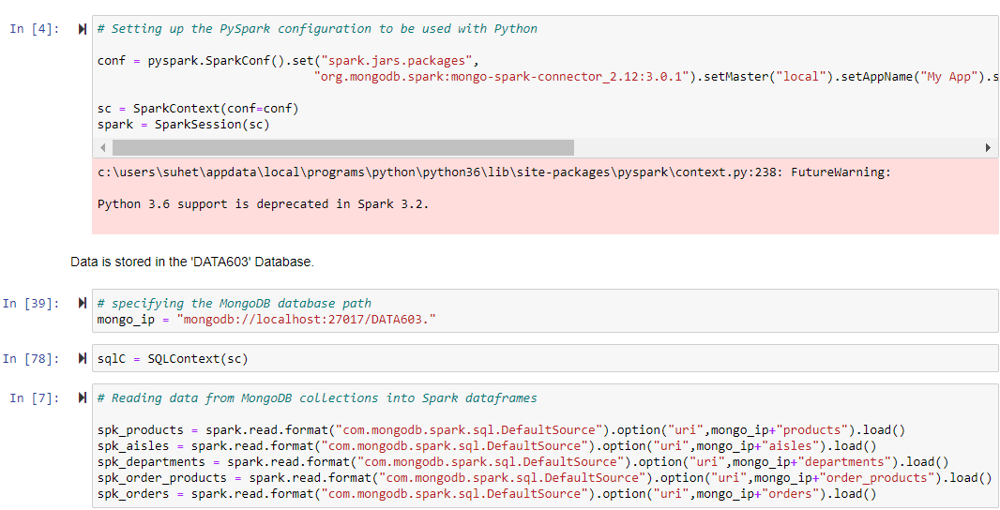 In [4]: # Setting up the PySpark configuration to be used with Python
conf = pyspark.SparkConf().set("spark.jars.packages",
"org.mongodb.spark:mongo-spark-connector_2.12:3.0.1").setMaster("local").setAppName("My App").s
sc = SparkContext(conf=conf)
spark = SparkSession(sc)
c:\users\suhet\appdata\local\programs\python\python36\lib\site-packages\pyspark\context.py:238: FutureWarning:
Python 3.6 support is deprecated in Spark 3.2.
Data is stored in the 'DATA603' Database.
In [39]: # specifying the MongoDB database path
mongo_ip = "mongodb://localhost:27017/DATA603."
In [78]: sqlC = SQLContext(sc)
In [7]: # Reading data from MongoDB collections into Spark dataframes
spk_products = spark.read.format("com.mongodb.spark.sql.DefaultSource").option("uri",mongo_ip+"products").load()
spk_aisles = spark.read.format("com.mongodb.spark.sql.DefaultSource").option("uri",mongo_ip+"aisles").load()
spk_departments = spark.read.format("com.mongodb.spark.sql.DefaultSource").option("uri",mongo_ip+"departments").load()
spk_order_products = spark.read.format("com.mongodb.spark.sql.DefaultSource").option("uri",mongo_ip+"order_products").load()
spk_orders = spark.read.format("com.mongodb.spark.sql.DefaultSource").option("uri",mongo_ip+"orders").load()